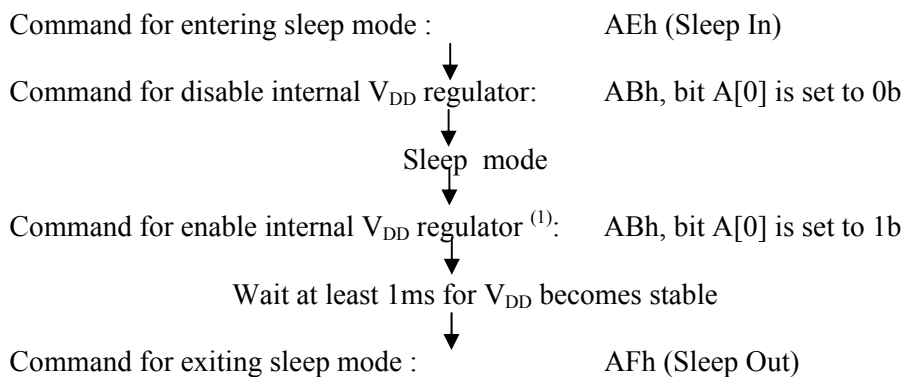 Command for entering sleep mode : AEh (Sleep In)
Command for disable internal VDD regulator: ABh, bit A[0] is set to 0b
Sleep mode
Command for enable internal VDD regulator (1): ABh, bit A[0] is set to 1b
Wait at least 1ms for VDD becomes stable
Command for exiting sleep mode : AFh (Sleep Out)